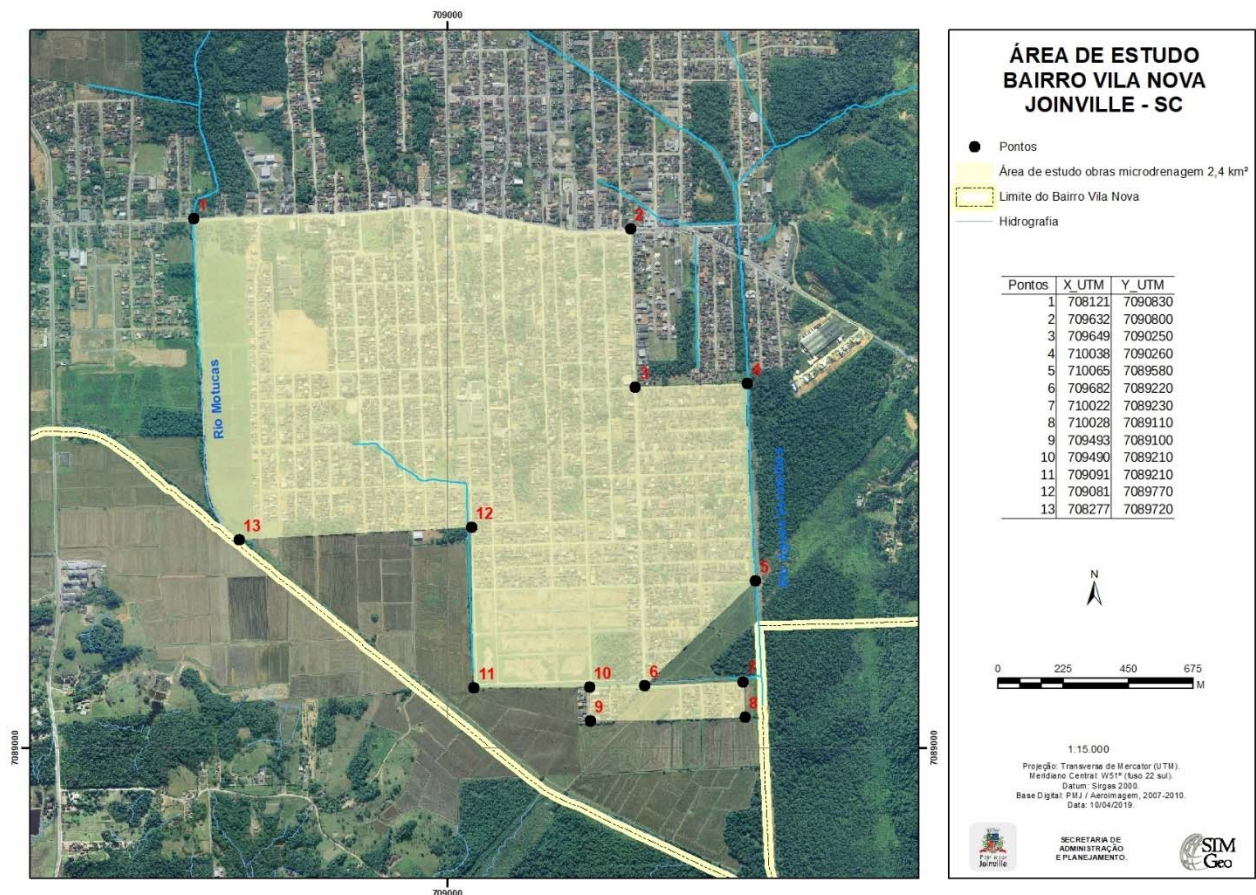 709000
1
2
3
4
5
6
8
9
10
11
12
13
Rio Motucas
7089000
7089000
709000
ÁREA DE ESTUDO
BAIRRO VILA NOVA
JOINVILLE - SC
Pontos
Área de estudo obras microdrenagem 2,4 km²
Limite do Bairro Vila Nova
Hidrografia
Pontos X_UTM Y_UTM
1 708121 7090830
2 709632 7090800
3 709649 7090250
4 710038 7090260
5 710065 7089580
6 709682 7089220
7 710022 7089230
8 710028 7089110
9 709493 7089100
10 709490 7089210
11 709091 7089210
12 709081 7089770
13 708277 7089720
N
0 225 450 675
M
1:15.000
Projeção: Transversa de Mercator (UTM).
Meridiano Central: W51º (fuso 22 sul).
Datum: Sirgas 2000.
Base Digital: PMJ / Aeroimagem, 2007-2010.
Data: 10/04/2019.
Joinville
SECRETARIA DE
ADMINISTRAÇÃO
E PLANEJAMENTO.
SIM
Geo